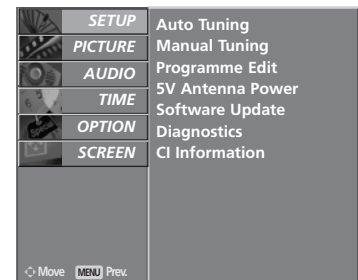 SETUP
PICTURE
AUDIO
TIME
OPTION
SCREEN
Auto Tuning
Manual Tuning
Programme Edit
5V Antenna Power
Software Update
Diagnostics
CI Information
Move MENU Prev.